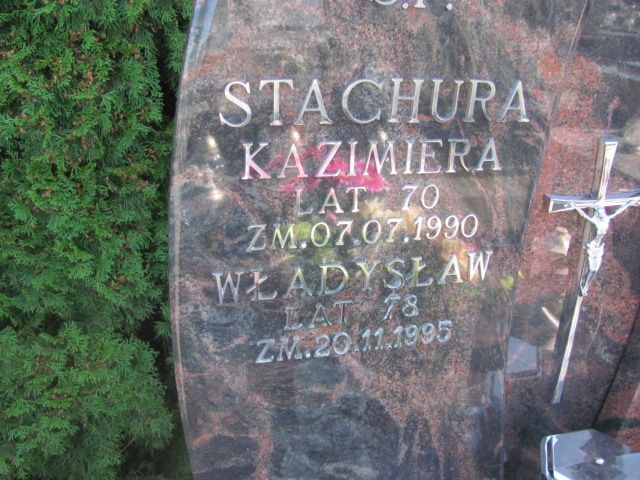 Ś.P.
STACHURA
KAZIMIERA
LAT 70
ZM.07.07.1990
WŁADYSŁAW
LAT 78
ZM.20.11.1995